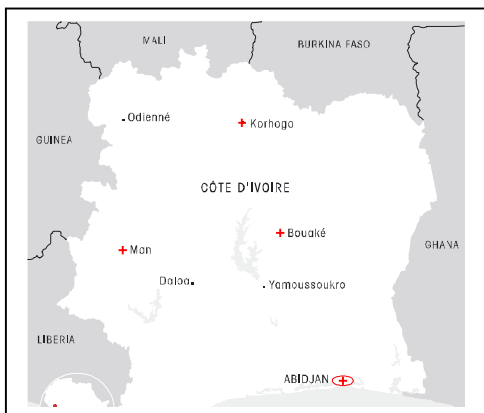 MALI
BURKINA FASO
Odienné
Korhogo
GUINEA
CÔTE D'IVOIRE
Bouaké
GHANA
Man
Daloa
Yamoussoukro
LIBERIA
ABIDJAN